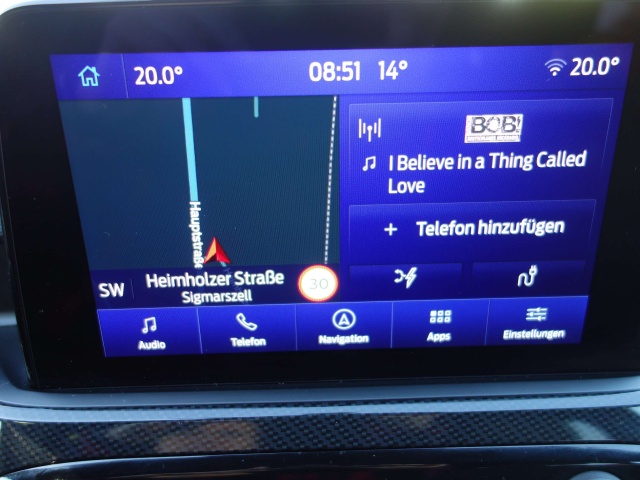 20.0°
08:51 14°
20.0°
BOB!
I Believe in a Thing Called
Love
+ Telefon hinzufügen
Hauptstraße
SW
Heimholzer Straße
Sigmarszell
30
Audio
Telefon
Navigation
Apps
Einstellungen